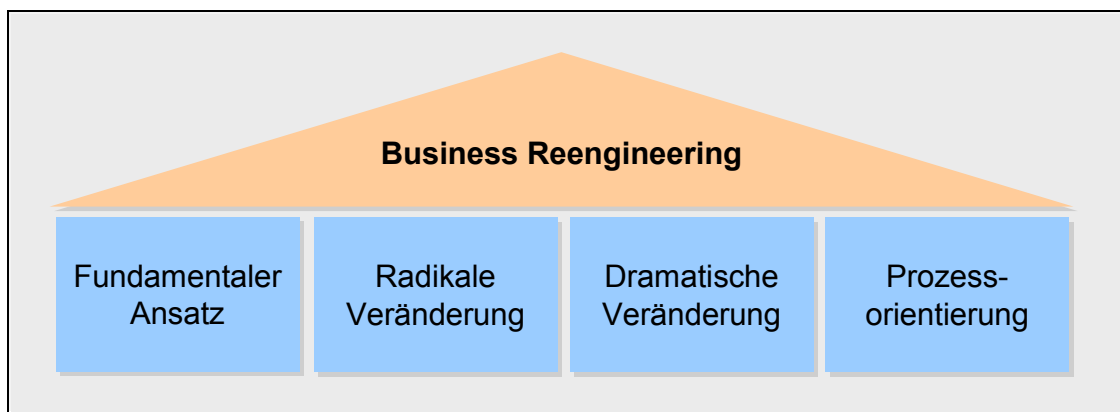 Business Reengineering
Fundamentaler
Ansatz
Radikale
Veränderung
Dramatische
Veränderung
Prozess-
orientierung